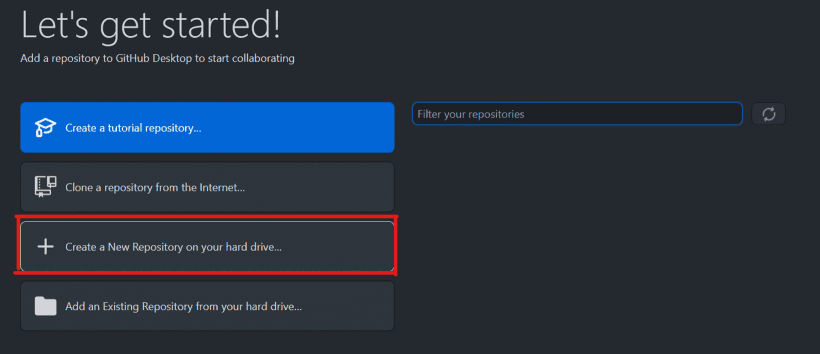 Let's get started!
Add a repository to GitHub Desktop to start collaborating
Create a tutorial repository...
Filter your repositories
Clone a repository from the Internet...
Create a New Repository on your hard drive...
Add an Existing Repository from your hard drive...